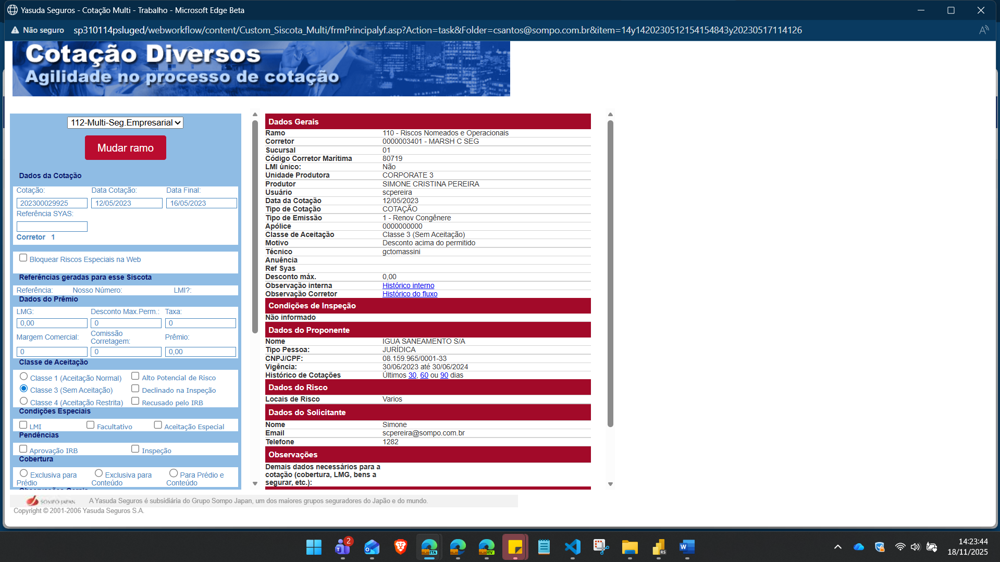 Yasuda Seguros - Cotação Multi - Trabalho - Microsoft Edge Beta
Não seguro sp310114psluged/webworkflow/content/Custom_Siscota_Multi/frmPrincipalyf.asp?Action=task&Folder=csantos@sompo.com.br&item=14y1420230512154154843y20230517114126
Cotação Diversos
Agilidade no processo de cotação
112-Multi-Seg.Empresarial
Mudar ramo
Dados da Cotação
Cotação: Data Cotação: Data Final:
202300029925 12/05/2023 16/05/2023
Referência SYAS:
Corretor 1
Bloquear Riscos Especiais na Web
Referências geradas para esse Siscota
Referência: Nosso Número: LMI?:
Dados do Prêmio
LMG: Desconto Max.Perm.: Taxa:
0,00 0 0
Margem Comercial: Comissão Corretagem: Prêmio:
0 0 0,00
Classe de Aceitação
Classe 1 (Aceitação Normal) Alto Potencial de Risco
Classe 3 (Sem Aceitação) Declinado na Inspeção
Classe 4 (Aceitação Restrita) Recusado pelo IRB
Condições Especiais
LMI Facultativo Aceitação Especial
Pendências
Aprovação IRB Inspeção
Cobertura
Exclusiva para Prédio Exclusiva para Conteúdo Para Prédio e Conteúdo
Observações Gerais
Dados Gerais
Ramo 110 - Riscos Nomeados e Operacionais
Corretor 0000003401 - MARSH C SEG
Sucursal 01
Código Corretor Marítima 80719
LMI único: Não
Unidade Produtora CORPORATE 3
Produtor SIMONE CRISTINA PEREIRA
Usuário scpereira
Data da Cotação 12/05/2023
Tipo de Cotação COTAÇÃO
Tipo de Emissão 1 - Renov Congênere
Apólice 0000000000
Classe de Aceitação Classe 3 (Sem Aceitação)
Motivo Desconto acima do permitido
Técnico gctomassini
Anuência
Ref Syas
Desconto máx. 0,00
Observação interna Histórico interno
Observação Corretor Histórico do fluxo
Condições de Inspeção
Não informado
Dados do Proponente
Nome IGUA SANEAMENTO S/A
Tipo Pessoa: JURÍDICA
CNPJ/CPF: 08.159.965/0001-33
Vigência: 30/06/2023 até 30/06/2024
Histórico de Cotações Últimos 30, 60 ou 90 dias
Dados do Risco
Locais de Risco Varios
Dados do Solicitante
Nome Simone
Email scpereira@sompo.com.br
Telefone 1282
Observações
Demais dados necessários para a
cotação (cobertura, LMG, bens a
segurar, etc.):
SOMPO JAPAN A Yasuda Seguros é subsidiária do Grupo Sompo Japan, um dos maiores grupos seguradores do Japão e do mundo.
Copyright © 2001-2006 Yasuda Seguros S.A.
2
BETA
DEV
RS
14:23:44
18/11/2025